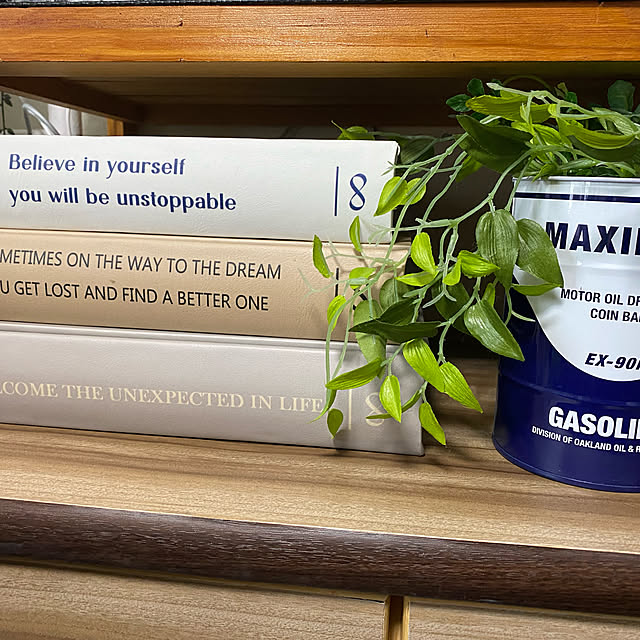 Believe in yourself
you will be unstoppable
8
METIMES ON THE WAY TO THE DREAM
U GET LOST AND FIND A BETTER ONE
LCOME THE UNEXPECTED IN LIFE
8
MAXI
MOTOR OIL DR
COIN BA
EX-90
GASOLI
DIVISION OF OAKLAND OIL & R